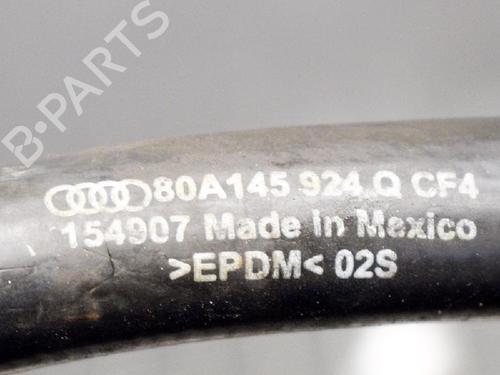 B-PARTS
80A145 924 Q CF4
154907 Made in Mexico
>EPDM< 02S